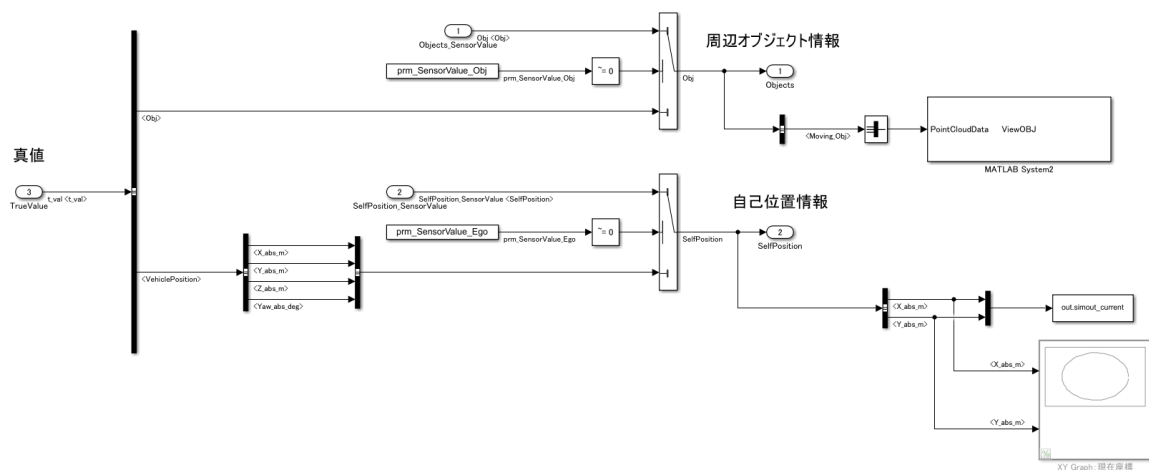 1
Obj <Obj>
Objects_SensorValue
周辺オブジェクト情報
prm_SensorValue_Obj
prm_SensorValue_Obj
~= 0
Obj
1
Objects
<Obj>
<Moving_Obj>
PointCloudData ViewOBJ
MATLAB System2
真値
3
t_val <t_val>
TrueValue
2
SelfPosition_SensorValue <SelfPosition>
SelfPosition_SensorValue
自己位置情報
prm_SensorValue_Ego
prm_SensorValue_Ego
~= 0
SelfPosition
2
SelfPosition
<VehiclePosition>
<X_abs_m>
<Y_abs_m>
<Z_abs_m>
<Yaw_abs_deg>
<X_abs_m>
<Y_abs_m>
out.simout_current
<X_abs_m>
<Y_abs_m>
XY Graph:現在座標